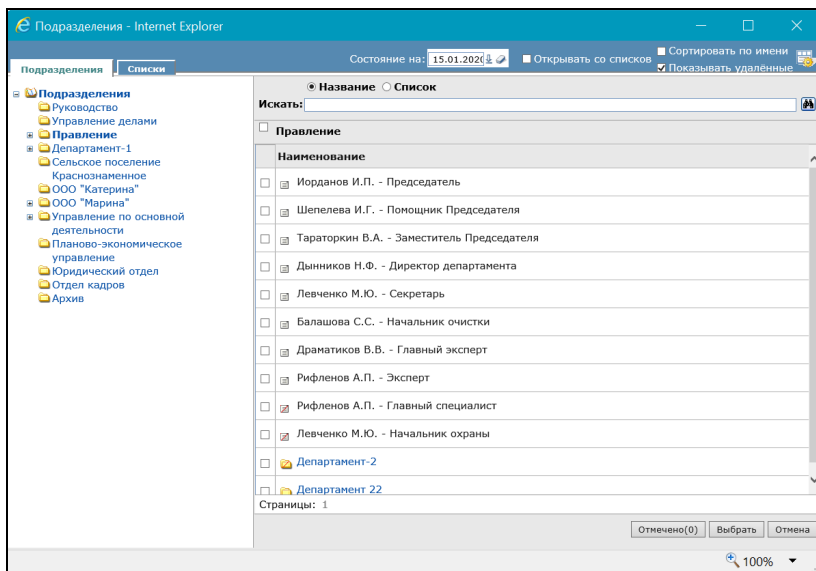 Подразделения - Internet Explorer
Подразделения
Списки
Состояние на: 15.01.2020
Открывать со списков
Сортировать по имени
Показывать удалённые
Подразделения
Руководство
Управление делами
Правление
Департамент-1
Сельское поселение
Краснознаменное
ООО "Катерина"
ООО "Марина"
Управление по основной
деятельности
Планово-экономическое
управление
Юридический отдел
Отдел кадров
Архив
Название Список
Искать:
Правление
Наименование
Иорданов И.П. - Председатель
Шепелева И.Г. - Помощник Председателя
Тараторкин В.А. - Заместитель Председателя
Дынников Н.Ф. - Директор департамента
Левченко М.Ю. - Секретарь
Балашова С.С. - Начальник очистки
Драматиков В.В. - Главный эксперт
Рифленов А.П. - Эксперт
Рифленов А.П. - Главный специалист
Левченко М.Ю. - Начальник охраны
Департамент-2
Департамент 22
Страницы: 1
Отмечено(0) Выбрать Отмена
100%